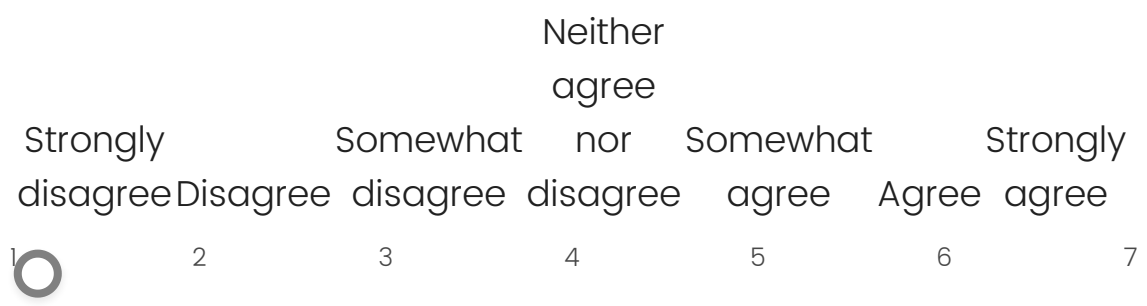 Neither
agree
Strongly Somewhat nor Somewhat Strongly
disagree Disagree disagree disagree agree Agree agree
1 2 3 4 5 6 7